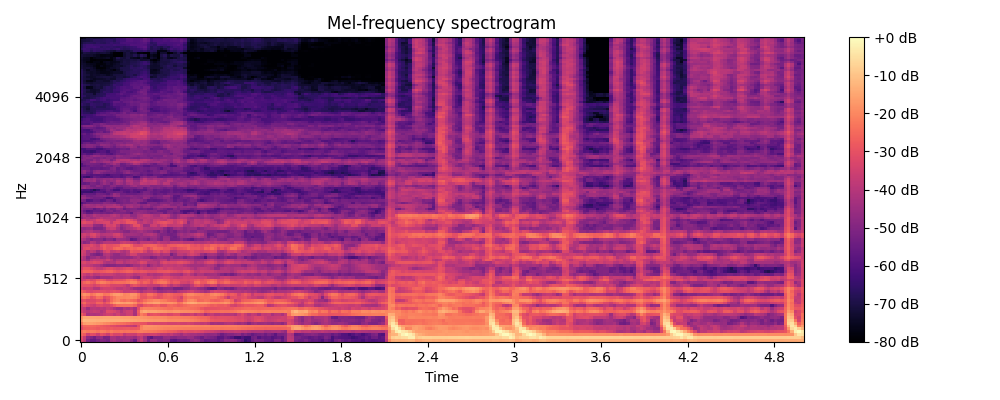 Mel-frequency spectrogram
+0 dB
-10 dB
4096
-20 dB
-30 dB
2048
Hz
-40 dB
1024
-50 dB
-60 dB
512
-70 dB
0
-80 dB
0 0.6 1.2 1.8 2.4 3 3.6 4.2 4.8
Time